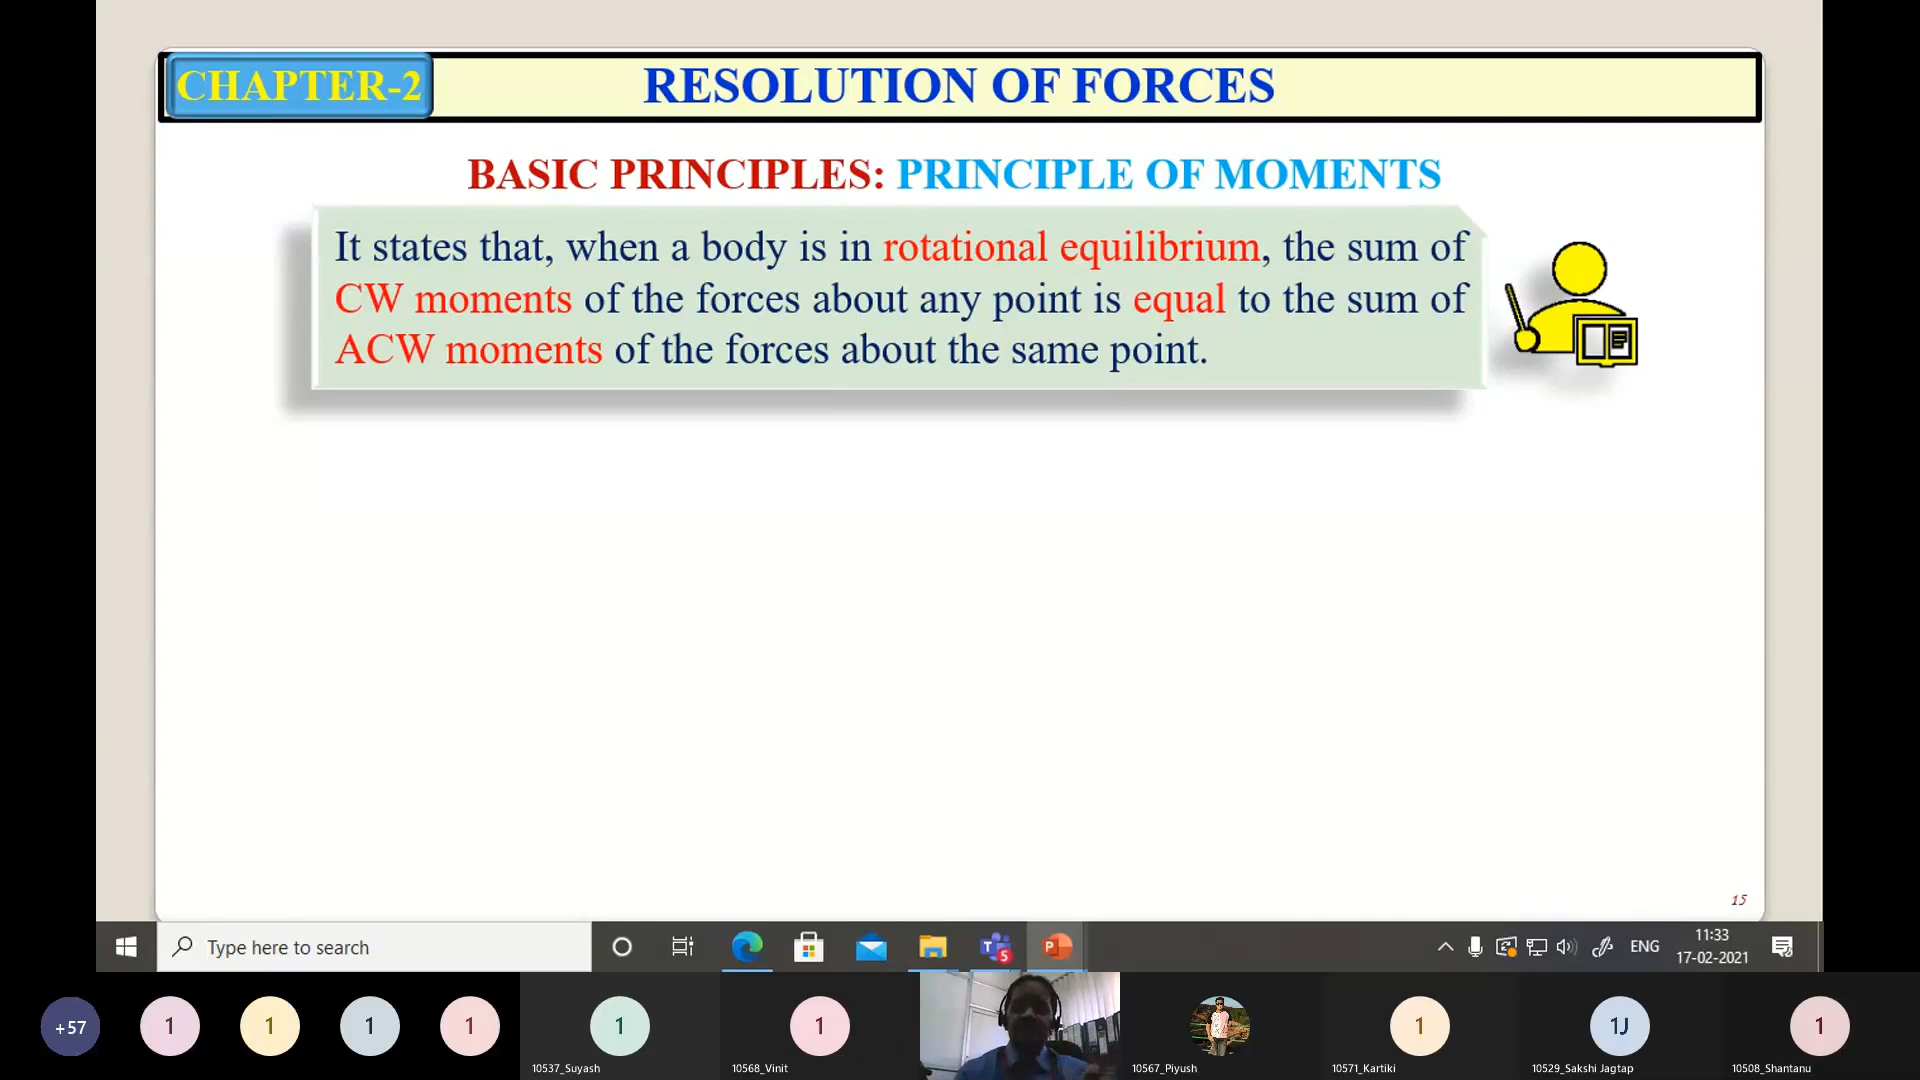 CHAPTER-2
RESOLUTION OF FORCES
BASIC PRINCIPLES: PRINCIPLE OF MOMENTS
It states that, when a body is in rotational equilibrium, the sum of
CW moments of the forces about any point is equal to the sum of
ACW moments of the forces about the same point.
15
Type here to search
T
5
P
ENG
11:33
17-02-2021
+57
1
1
1
1
1
1
1
1J
1
10537_Suyash
10568_Vinit
10567_Piyush
10571_Kartiki
10529_Sakshi Jagtap
10508_Shantanu